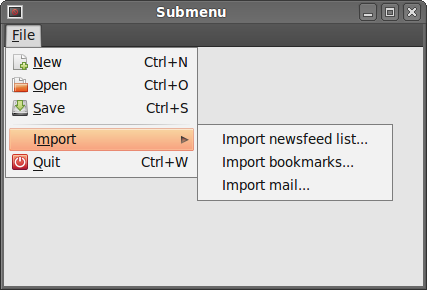 Submenu
File
New Ctrl+N
Open Ctrl+O
Save Ctrl+S
Import
Quit Ctrl+W
Import newsfeed list...
Import bookmarks...
Import mail...